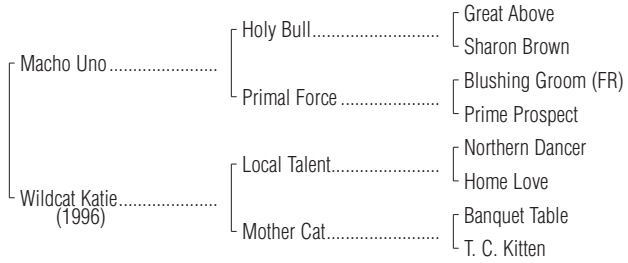 Great Above
Holy Bull........................
Sharon Brown
Macho Uno ......................
Blushing Groom (FR)
Primal Force ....................
Prime Prospect
Northern Dancer
Local Talent......................
Home Love
Wildcat Katie....................
(1996)
Banquet Table
Mother Cat.......................
T. C. Kitten